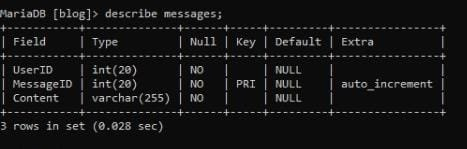 MariaDB [blog]> describe messages;
+-----------+--------------+------+-----+---------+----------------+
| Field     | Type         | Null | Key | Default | Extra          |
+-----------+--------------+------+-----+---------+----------------+
| UserID    | int(20)      | NO   |     | NULL    |                |
| MessageID | int(20)      | NO   | PRI | NULL    | auto_increment |
| Content   | varchar(255) | NO   |     | NULL    |                |
+-----------+--------------+------+-----+---------+----------------+
3 rows in set (0.028 sec)